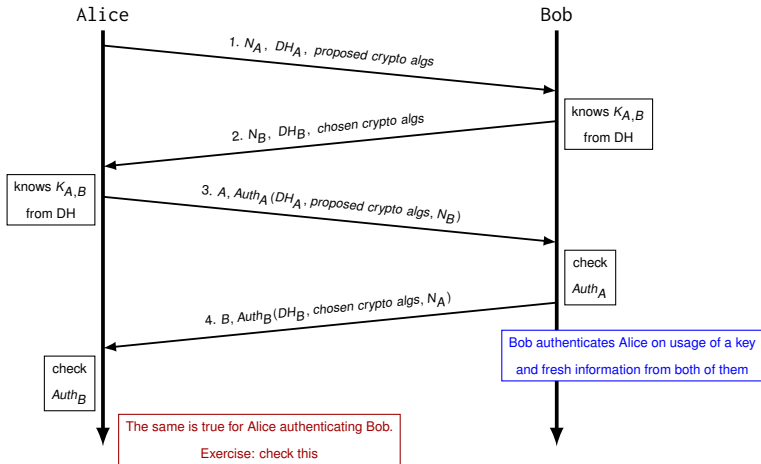 Alice
Bob
1. N_A, DH_A, proposed crypto algs
knows K_{A,B}
from DH
2. N_B, DH_B, chosen crypto algs
knows K_{A,B}
from DH
3. A, Auth_A(DH_A, proposed crypto algs, N_B)
check
Auth_A
4. B, Auth_B(DH_B, chosen crypto algs, N_A)
Bob authenticates Alice on usage of a key
and fresh information from both of them
check
Auth_B
The same is true for Alice authenticating Bob.
Exercise: check this